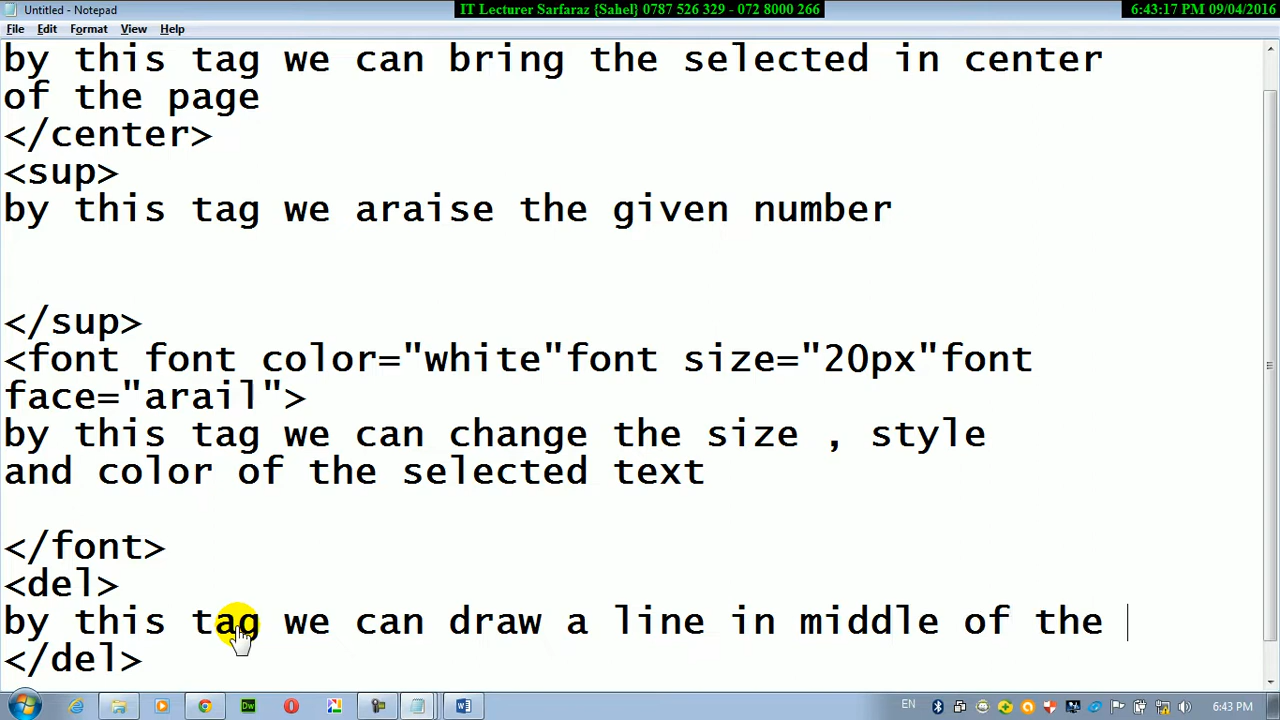 Untitled - Notepad
IT Lecturer Sarfaraz {Sahel} 0787 526 329 - 072 8000 266
6:43:17 PM 09/04/2016
File Edit Format View Help
by this tag we can bring the selected in center
of the page
</center>
<sup>
by this tag we araise the given number
</sup>
<font font color="white"font size="20px"font
face="arail">
by this tag we can change the size , style
and color of the selected text
</font>
<del>
by this tag we can draw a line in middle of the
</del>
Dw
EN
6:43 PM